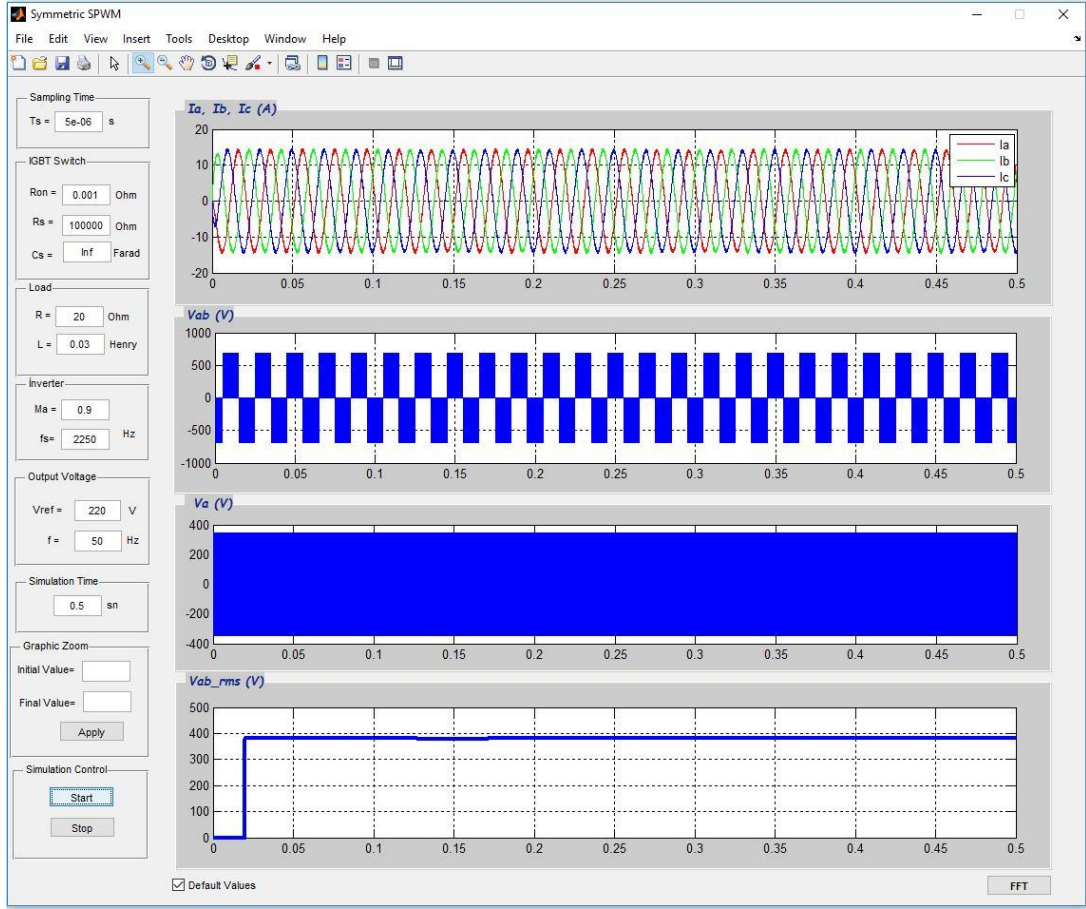 Symmetric SPWM
File Edit View Insert Tools Desktop Window Help
Sampling Time
Ts = 5e-06 s
IGBT Switch
Ron = 0.001 Ohm
Rs = 100000 Ohm
Cs = Inf Farad
Load
R = 20 Ohm
L = 0.03 Henry
İnverter
Ma = 0.9
fs= 2250 Hz
Output Voltage
Vref = 220 V
f = 50 Hz
Simulation Time
0.5 sn
Graphic Zoom
Initial Value=
Final Value=
Apply
Simulation Control
Start
Stop
Ia, Ib, Ic (A)
20
10
0
-10
-20
0 0.05 0.1 0.15 0.2 0.25 0.3 0.35 0.4 0.45 0.5
Ia
Ib
Ic
Vab (V)
1000
500
0
-500
-1000
0 0.05 0.1 0.15 0.2 0.25 0.3 0.35 0.4 0.45 0.5
Va (V)
400
200
0
-200
-400
0 0.05 0.1 0.15 0.2 0.25 0.3 0.35 0.4 0.45 0.5
Vab_rms (V)
500
400
300
200
100
0
0 0.05 0.1 0.15 0.2 0.25 0.3 0.35 0.4 0.45 0.5
Default Values
FFT